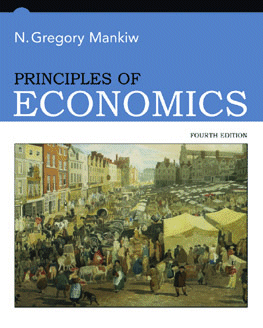 N. Gregory Mankiw
PRINCIPLES OF
ECONOMICS
FOURTH EDITION